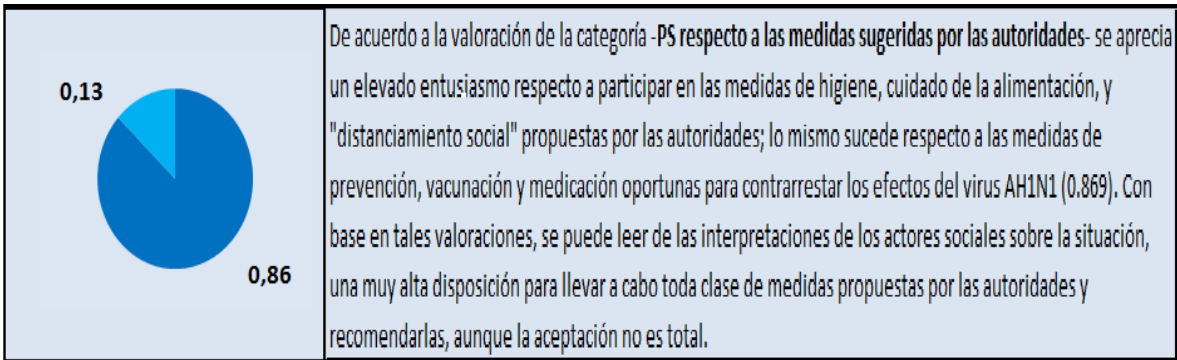 0,13
0,86
De acuerdo a la valoración de la categoría -PS respecto a las medidas sugeridas por las autoridades- se aprecia
un elevado entusiasmo respecto a participar en las medidas de higiene, cuidado de la alimentación, y
"distanciamiento social" propuestas por las autoridades; lo mismo sucede respecto a las medidas de
prevención, vacunación y medicación oportunas para contrarrestar los efectos del virus AH1N1 (0.869). Con
base en tales valoraciones, se puede leer de las interpretaciones de los actores sociales sobre la situación,
una muy alta disposición para llevar a cabo toda clase de medidas propuestas por las autoridades y
recomendarlas, aunque la aceptación no es total.